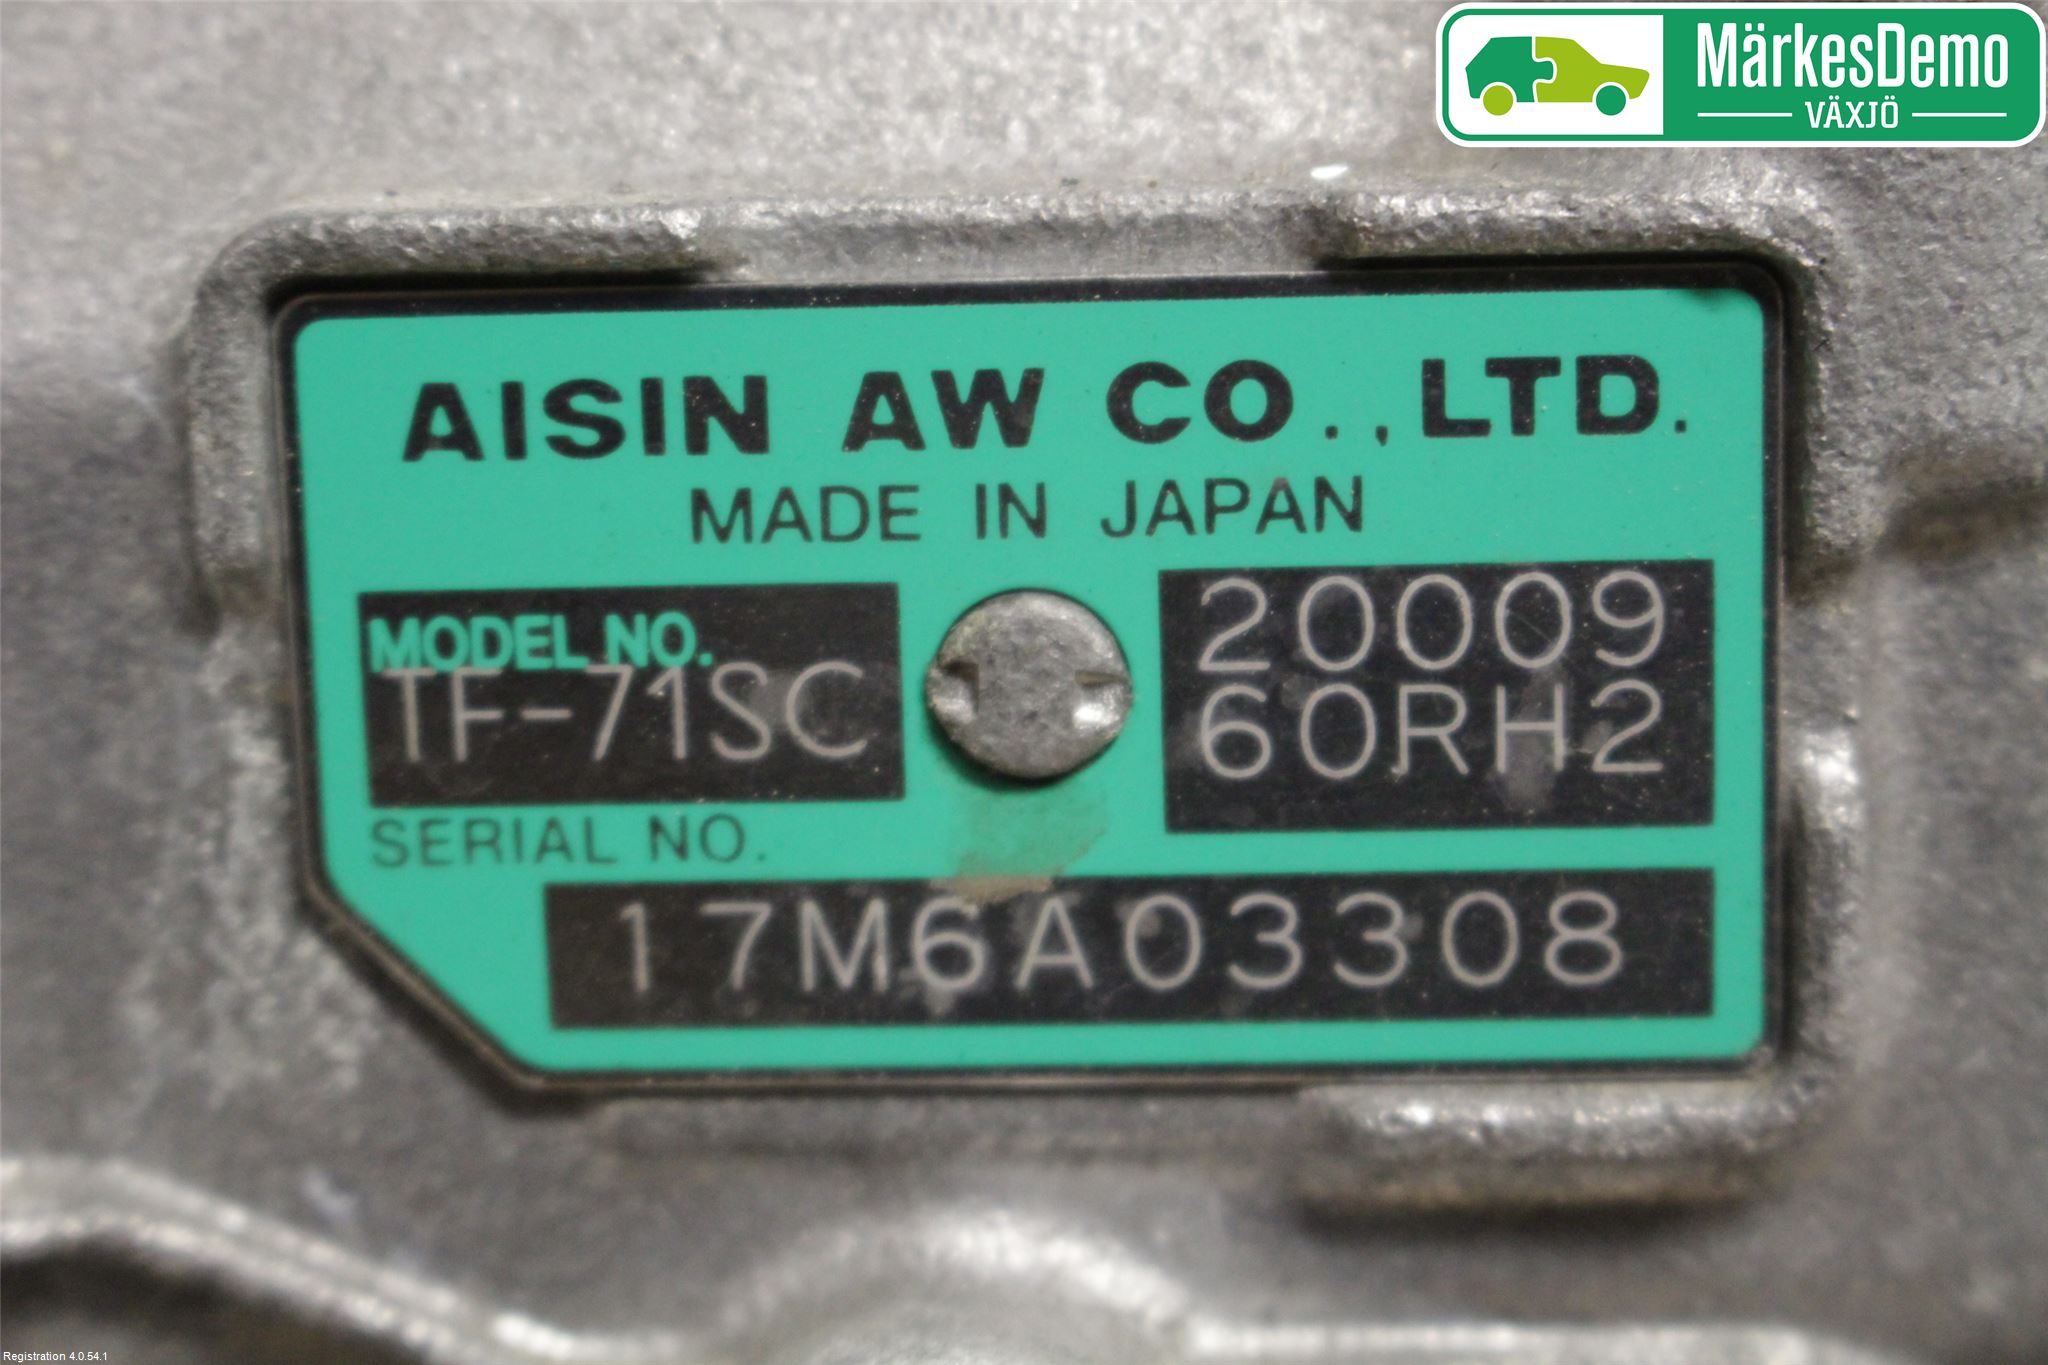 MärkesDemo
VÄXJÖ
AISIN AW CO., LTD.
MADE IN JAPAN
MODEL NO.
TF-71SC
20009
60RH2
SERIAL NO.
17M6A03308
Registration 4.0.54.1